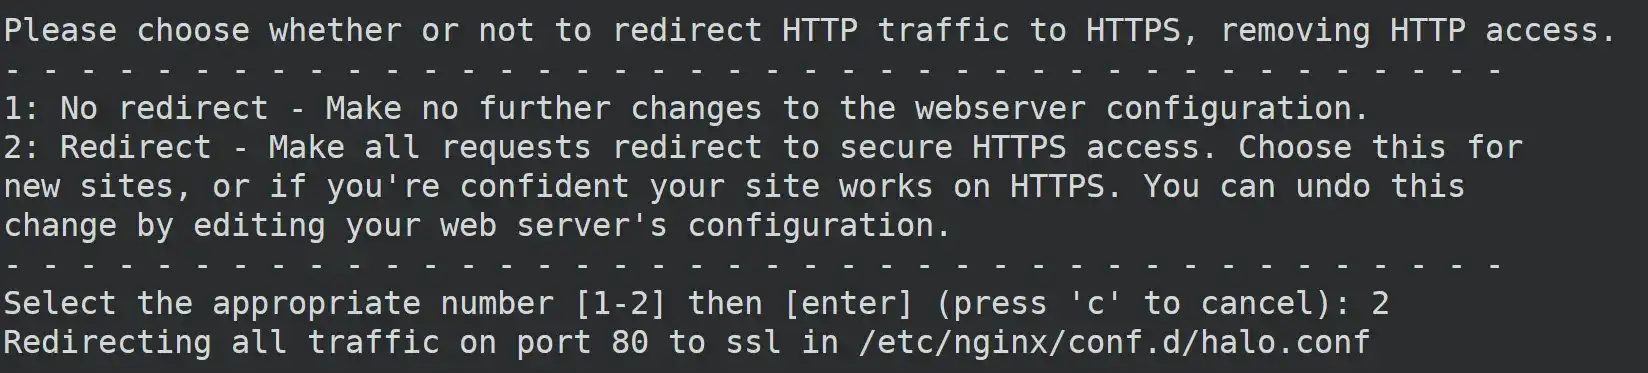 Please choose whether or not to redirect HTTP traffic to HTTPS, removing HTTP access.
- - - - - - - - - - - - - - - - - - - - - - - - - - - - - - - - - - - - - - - -
1: No redirect - Make no further changes to the webserver configuration.
2: Redirect - Make all requests redirect to secure HTTPS access. Choose this for
new sites, or if you're confident your site works on HTTPS. You can undo this
change by editing your web server's configuration.
- - - - - - - - - - - - - - - - - - - - - - - - - - - - - - - - - - - - - - - -
Select the appropriate number [1-2] then [enter] (press 'c' to cancel): 2
Redirecting all traffic on port 80 to ssl in /etc/nginx/conf.d/halo.conf